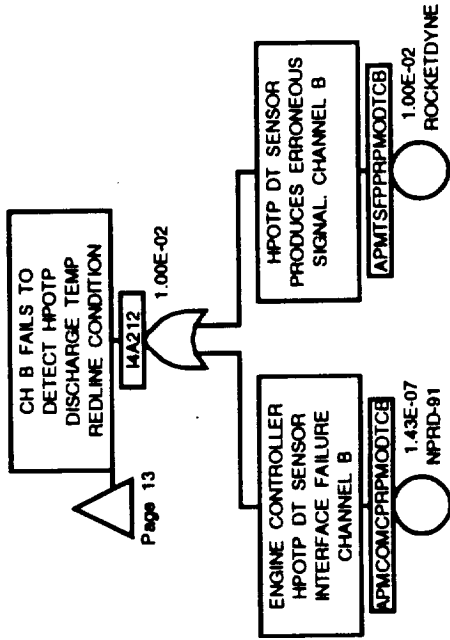 CH B FAILS TO
DETECT HPOTP
DISCHARGE TEMP
REDLINE CONDITION
I4A212
1.00E-02
Page 13
ENGINE CONTROLLER
HPOTP DT SENSOR
INTERFACE FAILURE
CHANNEL B
APMCOMCPRPMODTCB
1.43E-07
NPRD-91
HPOTP DT SENSOR
PRODUCES ERRONEOUS
SIGNAL. CHANNEL B
APMTSFPPRPMODTCB
1.00E-02
ROCKETDYNE